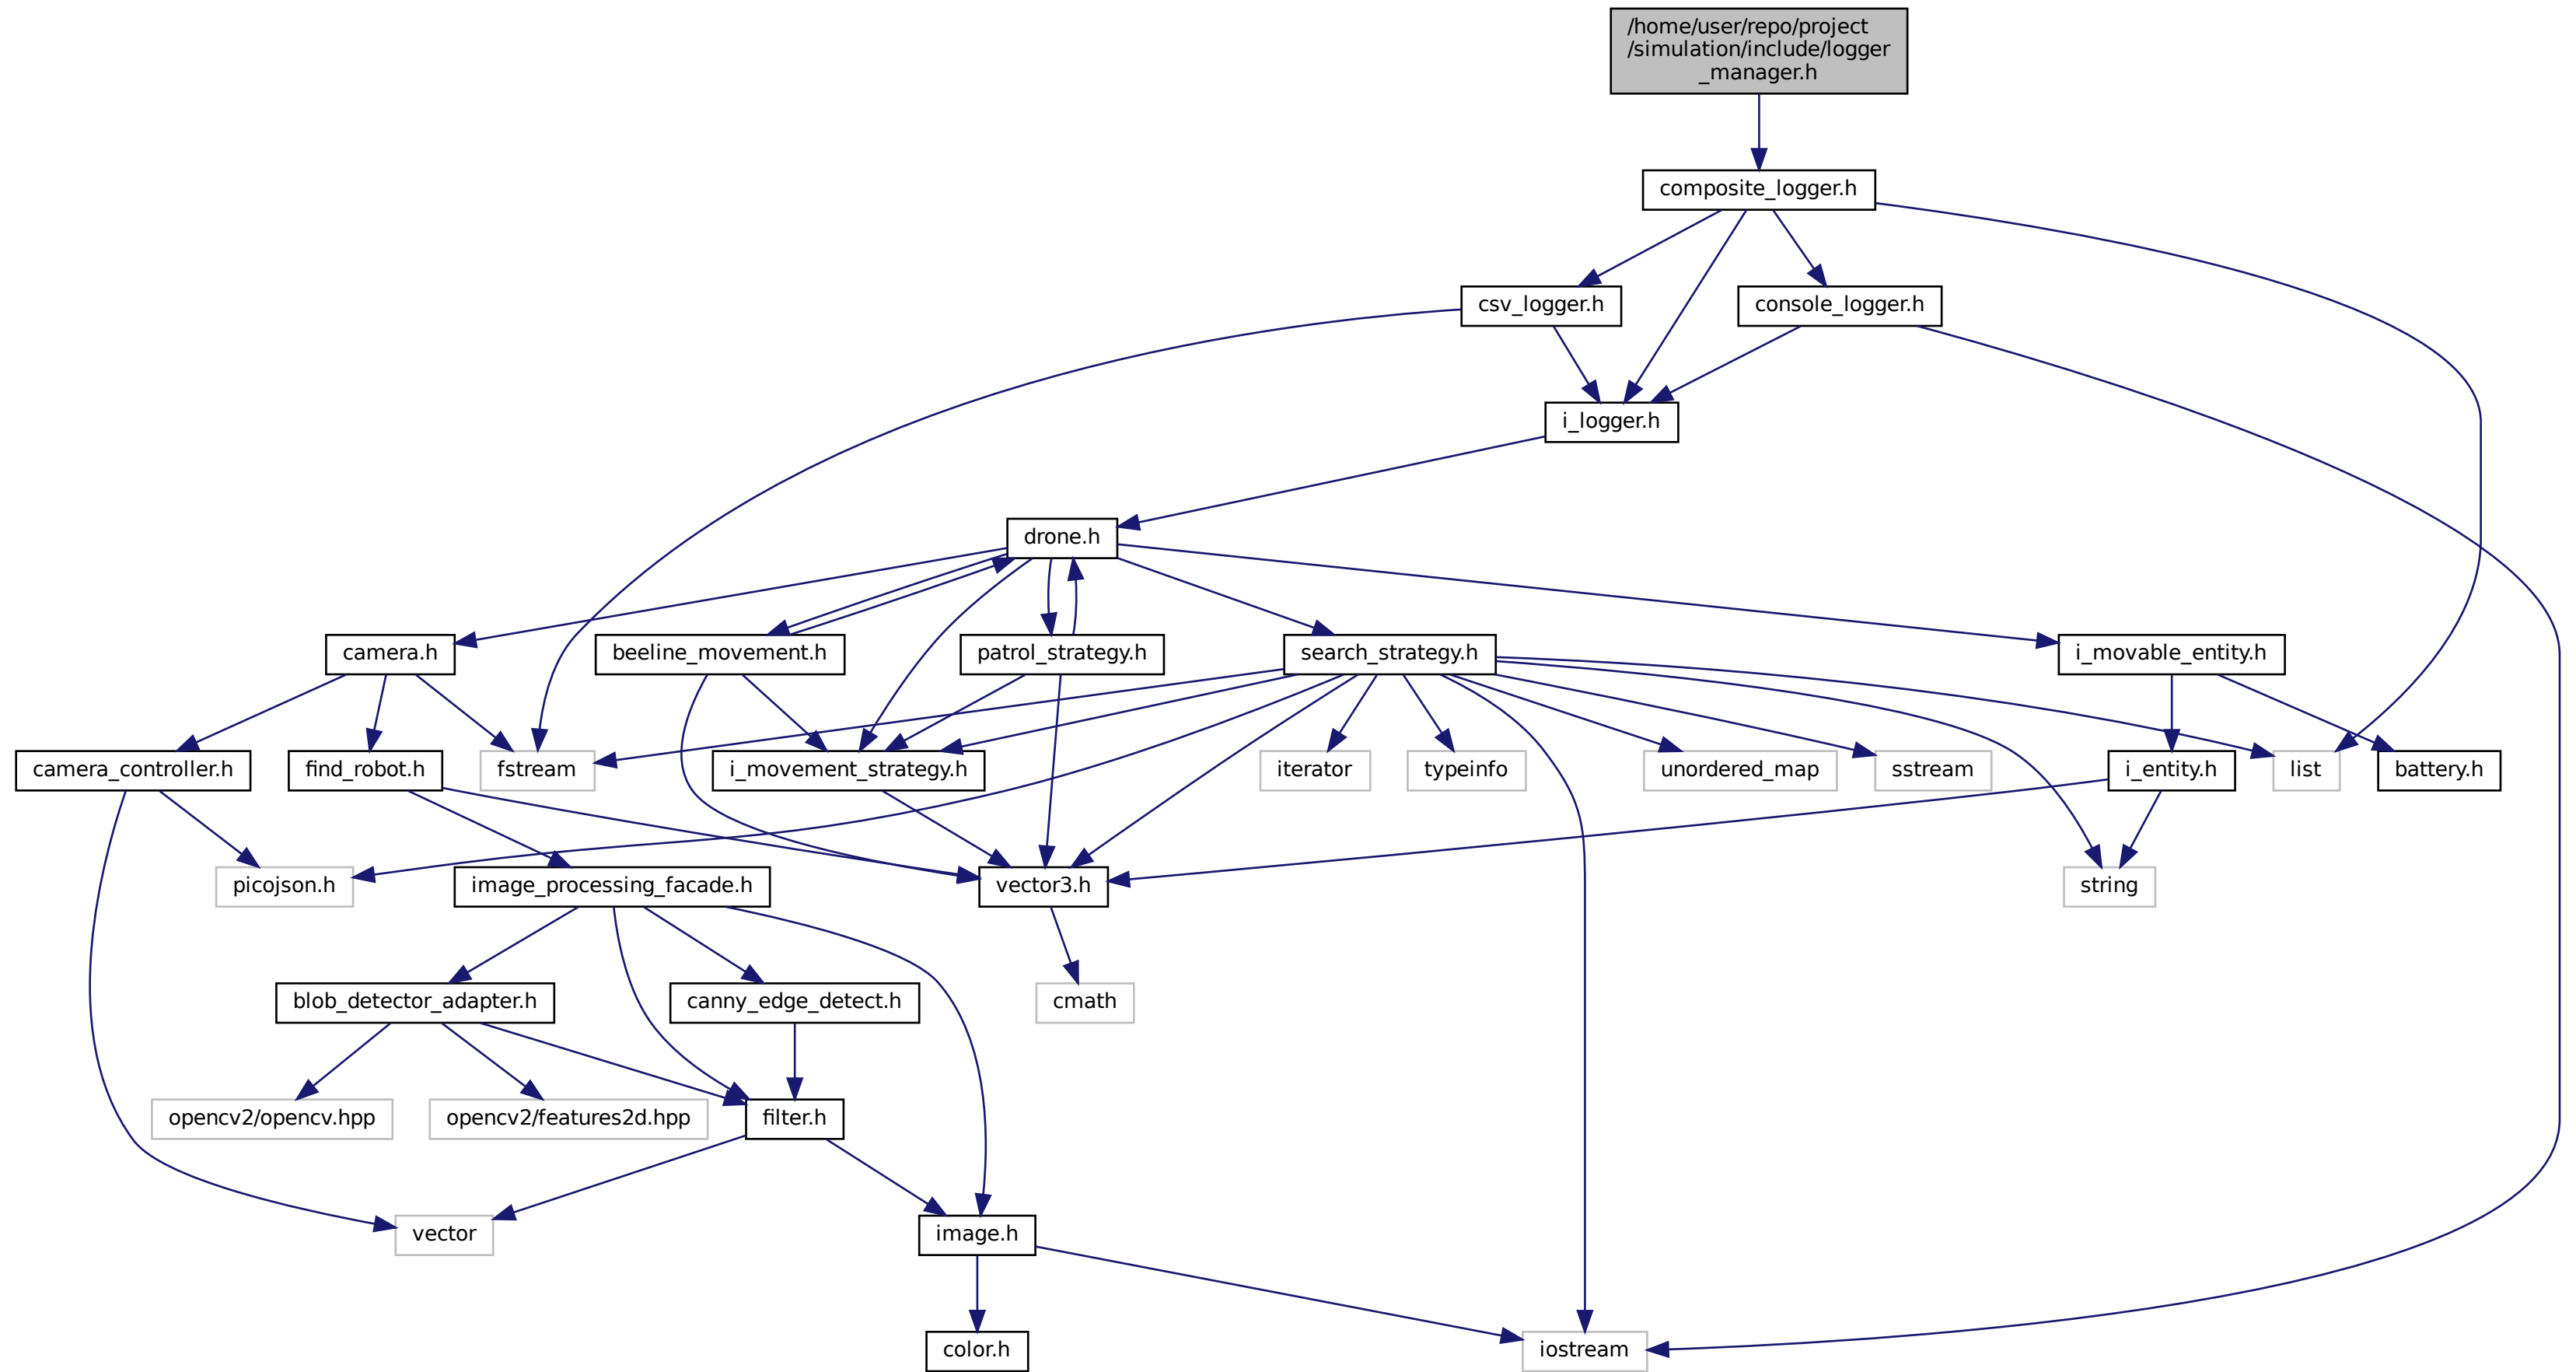 /home/user/repo/project
/simulation/include/logger
_manager.h
composite_logger.h
csv_logger.h
console_logger.h
i_logger.h
drone.h
camera.h
beeline_movement.h
patrol_strategy.h
search_strategy.h
i_movable_entity.h
camera_controller.h
find_robot.h
fstream
i_movement_strategy.h
iterator
typeinfo
unordered_map
sstream
i_entity.h
list
battery.h
picojson.h
image_processing_facade.h
vector3.h
string
blob_detector_adapter.h
canny_edge_detect.h
cmath
opencv2/opencv.hpp
opencv2/features2d.hpp
filter.h
vector
image.h
color.h
iostream